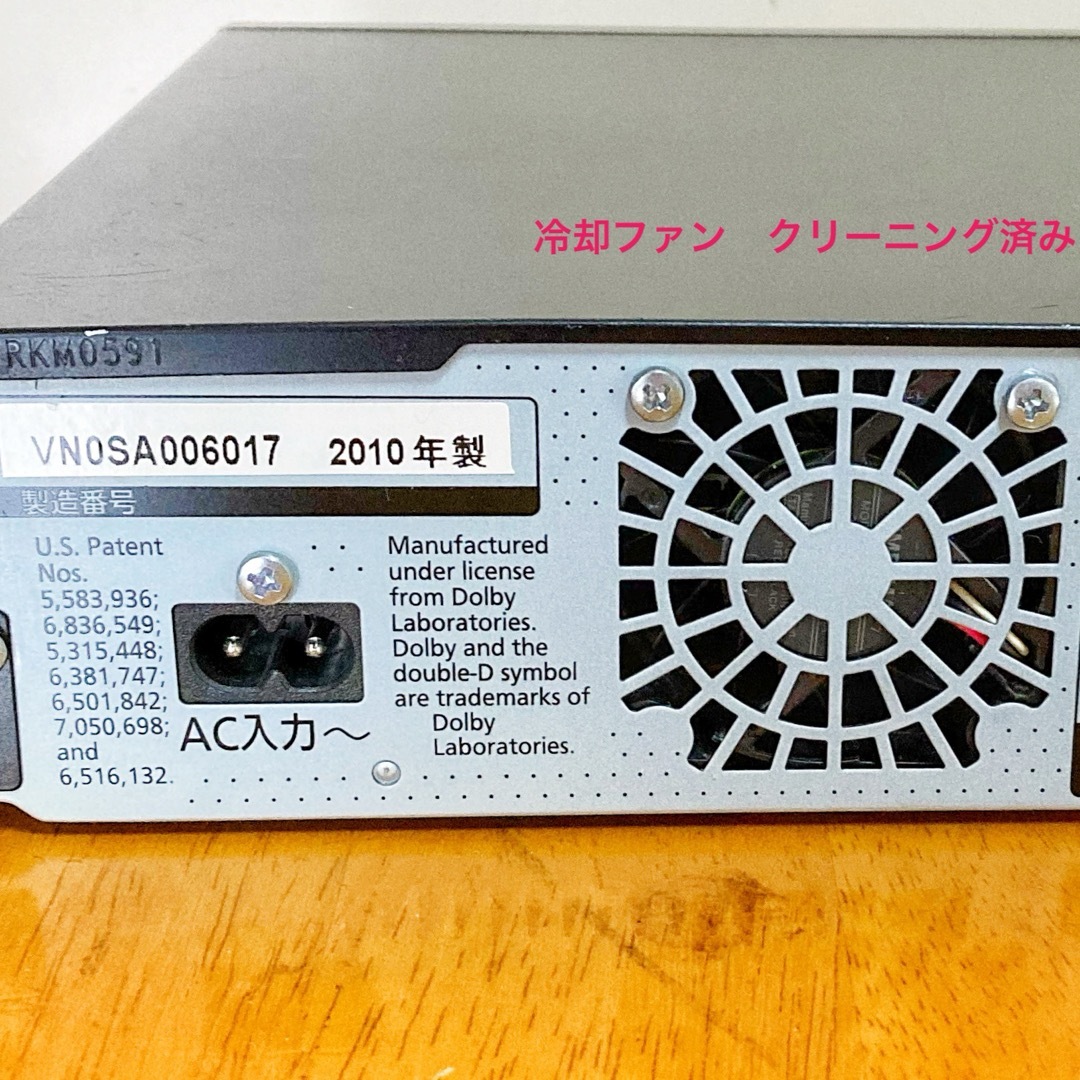 冷却ファン　クリーニング済み
RKM0591
VN0SA006017 2010年製
製造番号
U.S. Patent
Nos.
5,583,936;
6,836,549;
5,315,448;
6,381,747;
6,501,842;
7,050,698;
and
6,516,132.
AC入力～
Manufactured
under license
from Dolby
Laboratories.
Dolby and the
double-D symbol
are trademarks of
Dolby
Laboratories.